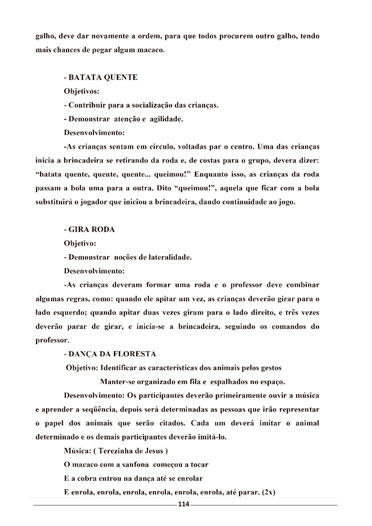 galho, deve dar novamente a ordem, para que todos procurem outro galho, tendo
mais chances de pegar algum macaco.
- BATATA QUENTE
Objetivos:
- Contribuir para a socialização das crianças.
- Demonstrar atenção e agilidade.
Desenvolvimento:
-As crianças sentam em circulo, voltadas par o centro. Uma das crianças
inicia a brincadeira se retirando da roda e, de costas para o grupo, devera dizer:
"batata quente, quente, quente... queimou!" Enquanto isso, as crianças da roda
passam a bola uma para a outra. Dito "queimou!", aquela que ficar com a bola
substituirá o jogador que iniciou a brincadeira, dando continuidade ao jogo.
- GIRA RODA
Objetivo:
- Demonstrar noções de lateralidade.
Desenvolvimento:
-As crianças deveram formar uma roda e o professor deve combinar
algumas regras, como: quando ele apitar um vez, as crianças deverão girar para o
lado esquerdo; quando apitar duas vezes giram para o lado direito, e três vezes
deverão parar de girar, e inicia-se a brincadeira, seguindo os comandos do
professor.
- DANÇA DA FLORESTA
Objetivo: Identificar as características dos animais pelos gestos
Manter-se organizado em fila e espalhados no espaço.
Desenvolvimento: Os participantes deverão primeiramente ouvir a música
e aprender a seqüência, depois será determinadas as pessoas que irão representar
o papel dos animais que serão citados. Cada um deverá imitar o animal
determinado e os demais participantes deverão imitá-lo.
Música: ( Terezinha de Jesus )
O macaco com a sanfona começou a tocar
E a cobra entrou na dança até se enrolar
E enrola, enrola, enrola, enrola, enrola, enrola, até parar. (2x)
114